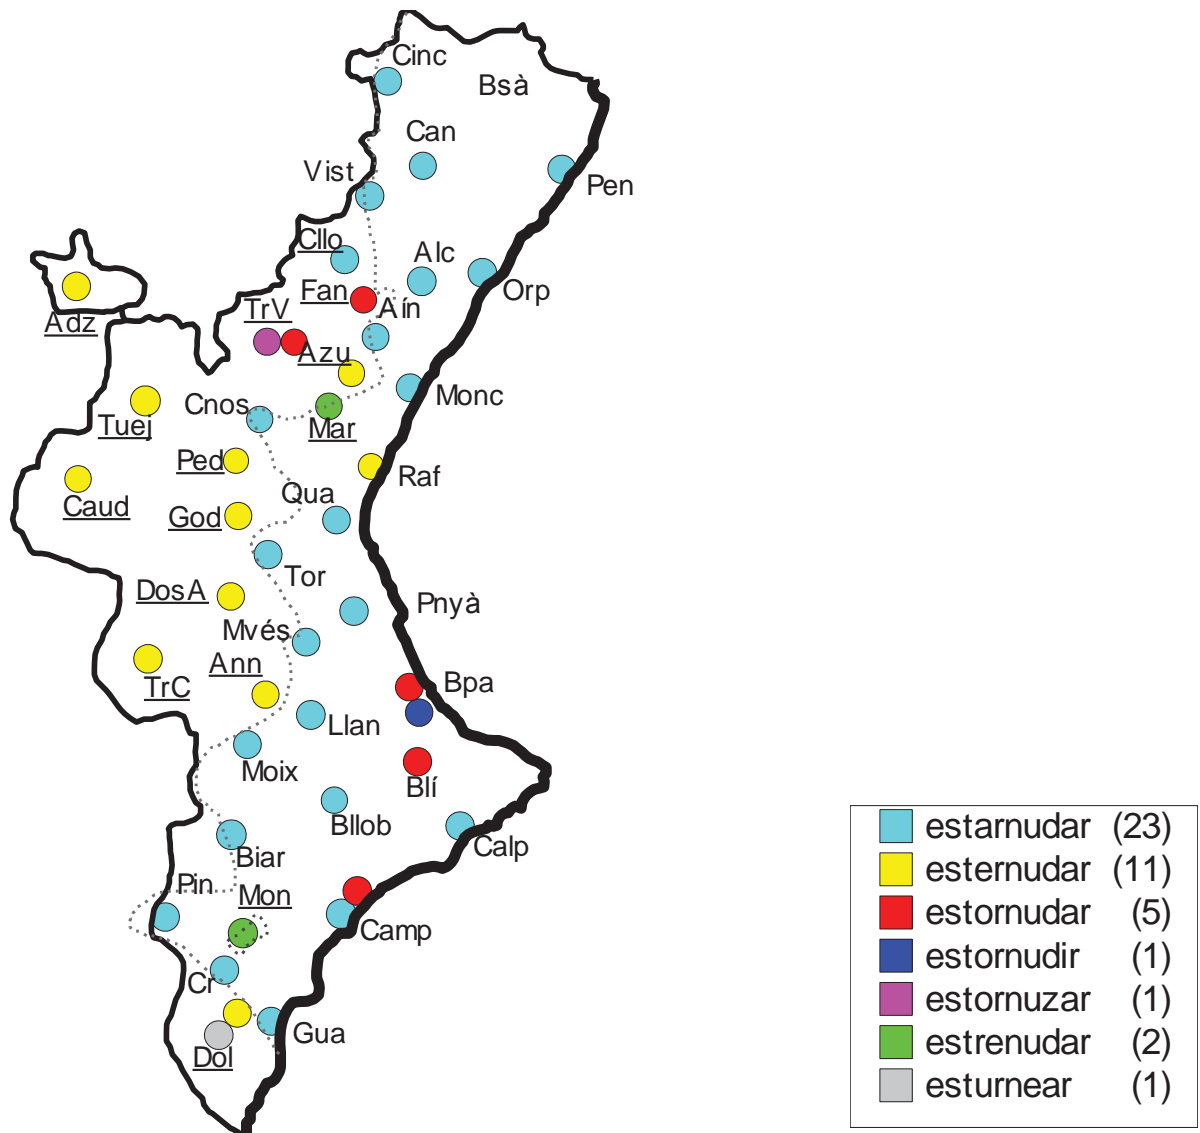 Cinc
Bsà
Can
Vist
Pen
Cllo
Alc
Fan
Orp
TrV
Aín
Adz
Azu
Monc
Cnos
Tuej
Mar
Ped
Raf
Caud
Qua
God
Tor
DosA
Pnyà
Mvés
Ann
TrC
Bpa
Llan
Moix
Blí
Bllob
Calp
Biar
Pin
Mon
Camp
Cr
Gua
Dol
estarnudar (23)
esternudar (11)
estornudar (5)
estornudir (1)
estornuzar (1)
estrenudar (2)
esturnear (1)